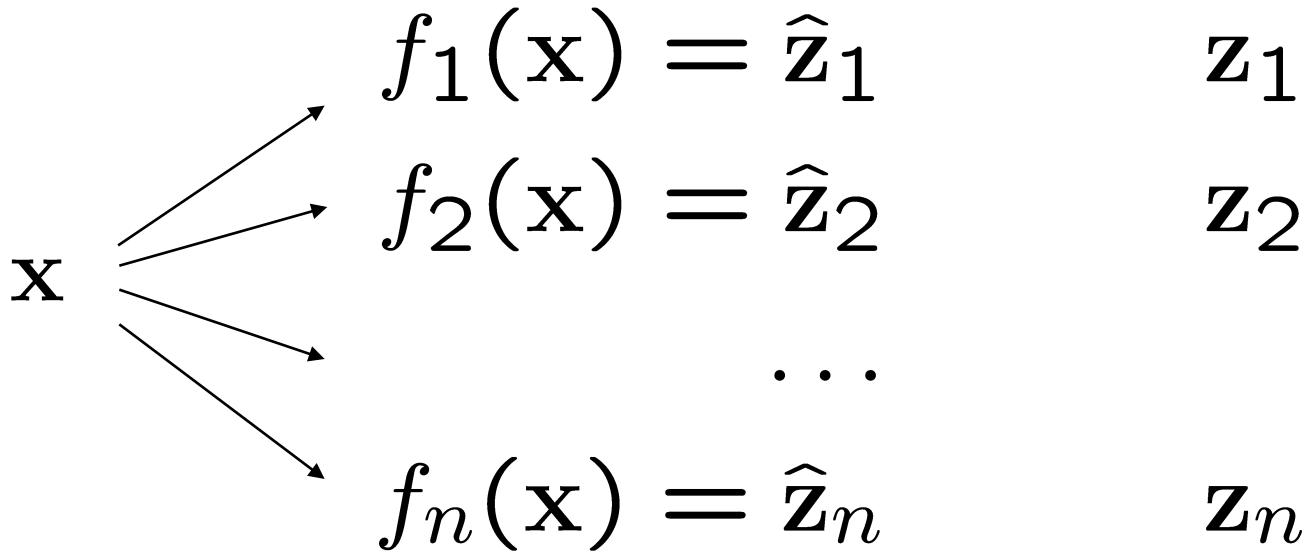 f₁(x) = ẑ₁ z₁
f₂(x) = ẑ₂ z₂
x
...
fₙ(x) = ẑₙ zₙ